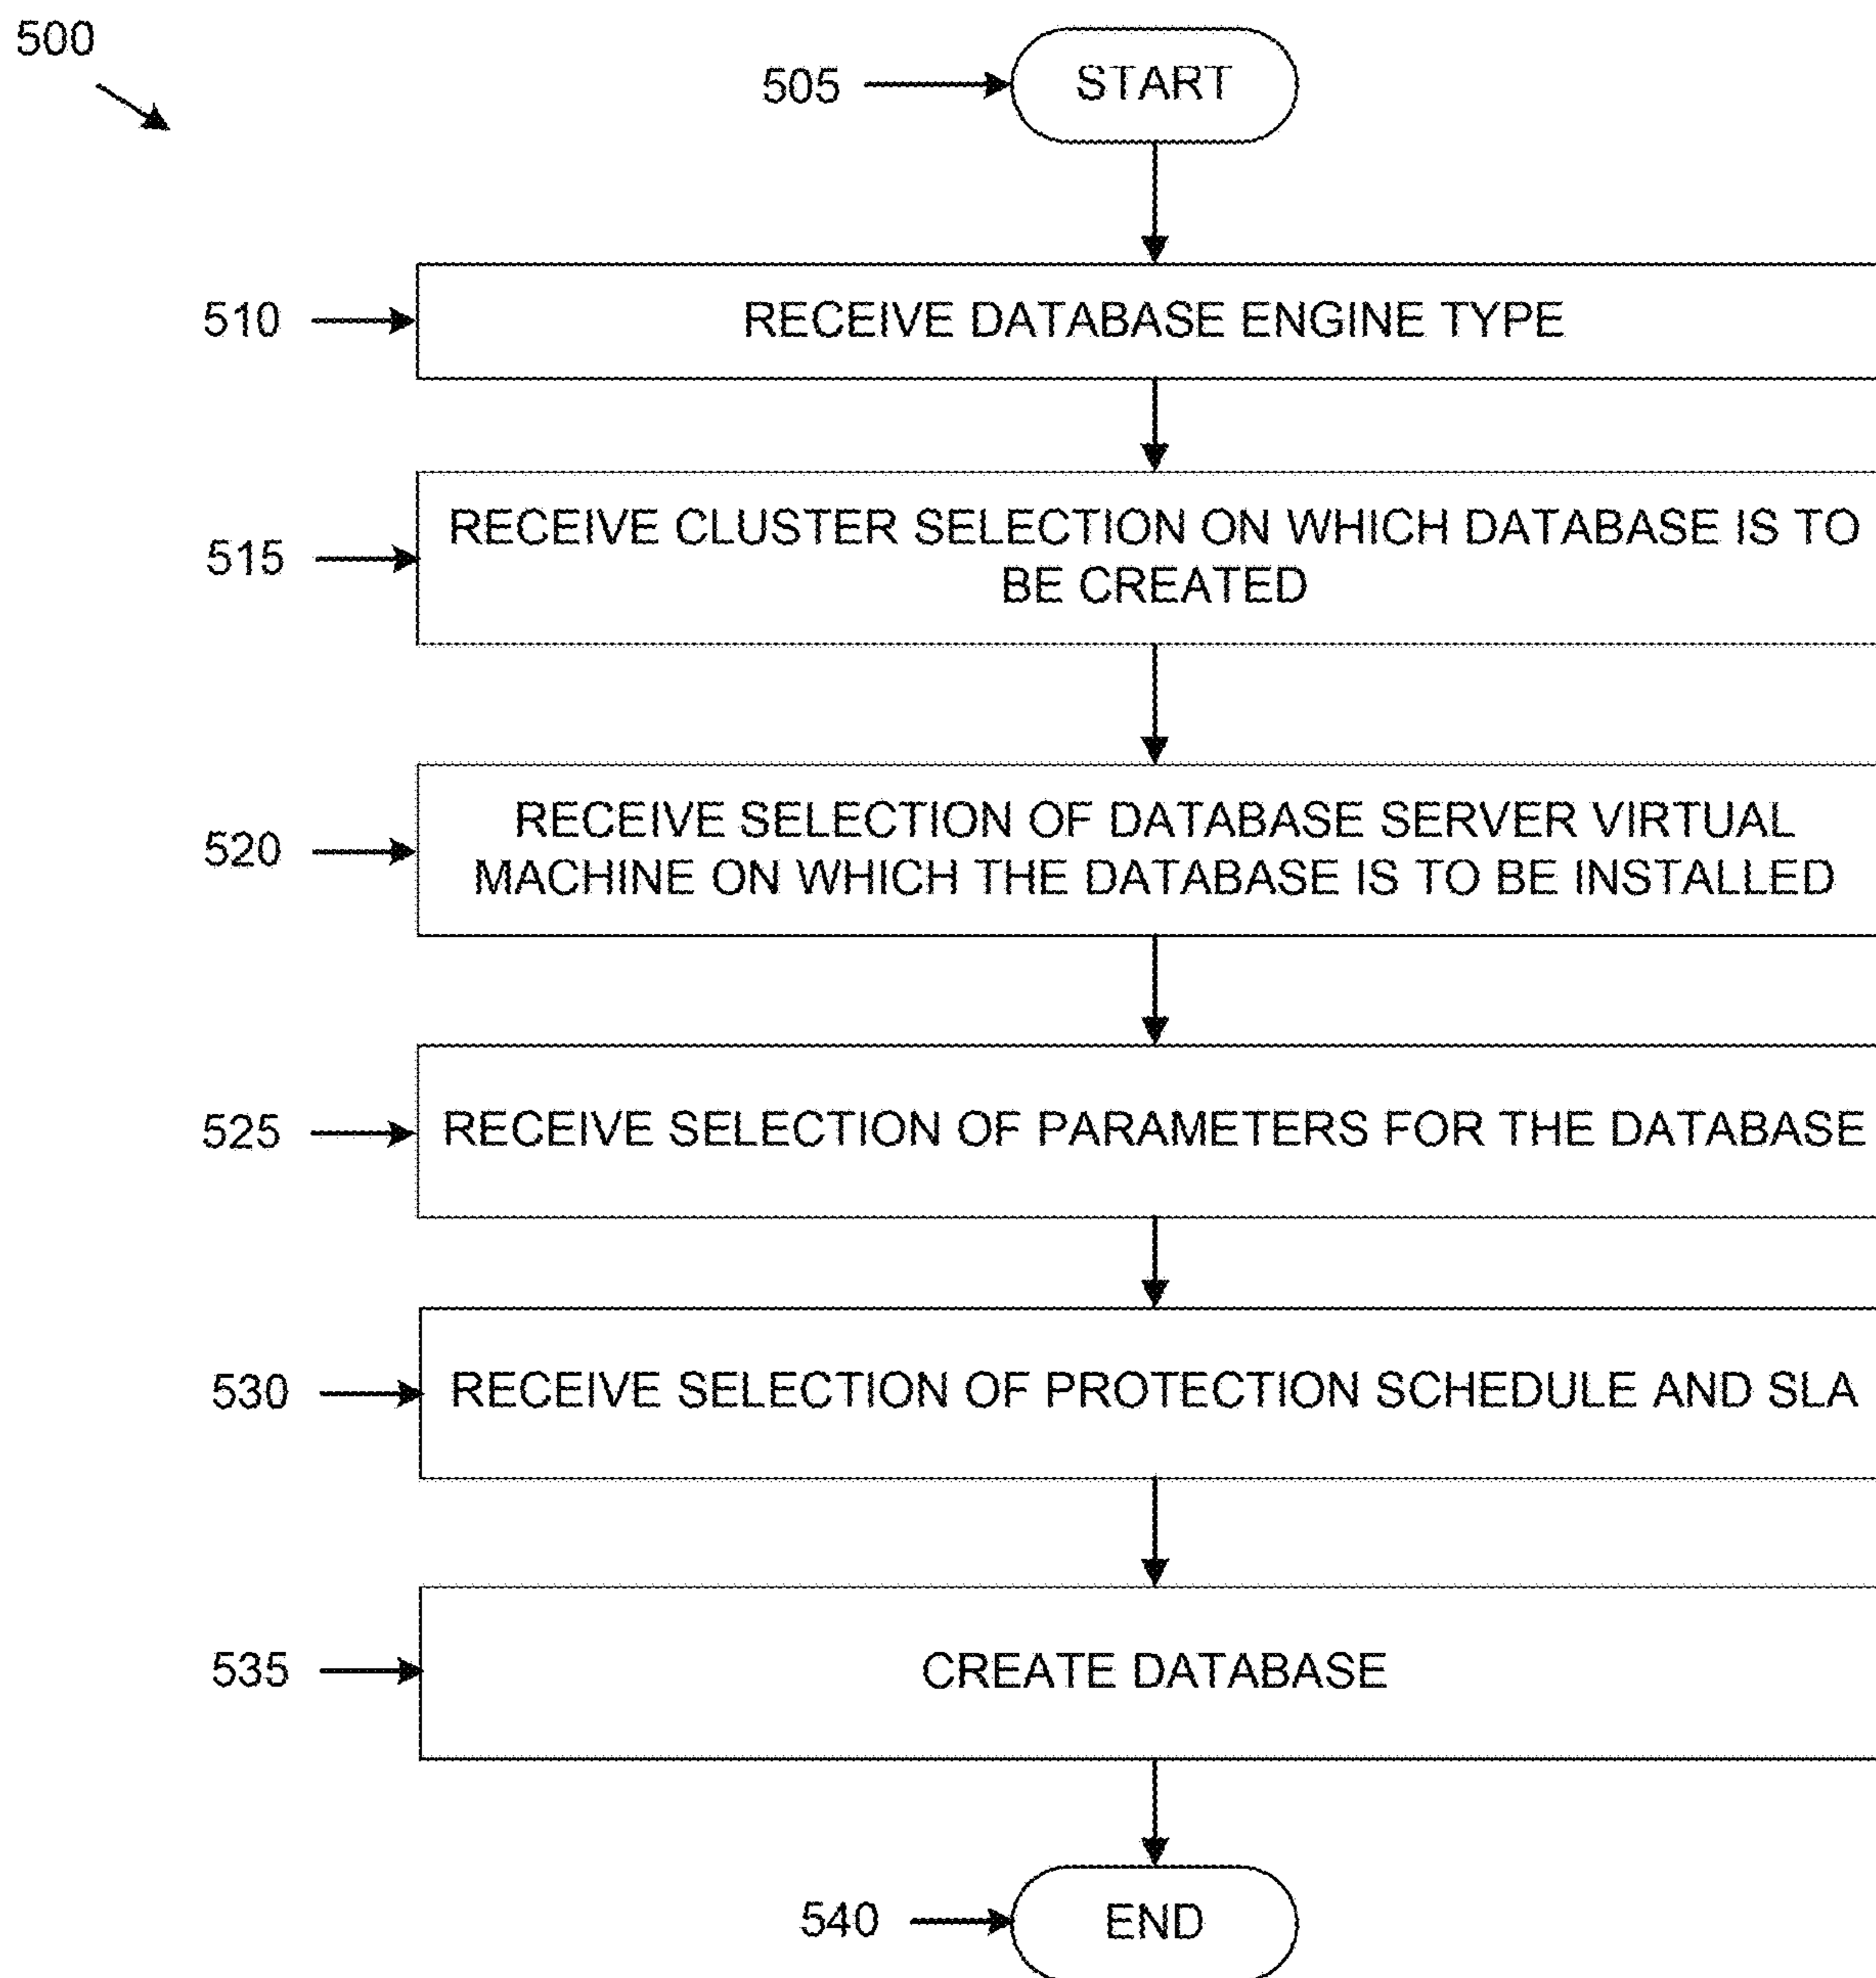 500
505
START
510
RECEIVE DATABASE ENGINE TYPE
515
RECEIVE CLUSTER SELECTION ON WHICH DATABASE IS TO
BE CREATED
520
RECEIVE SELECTION OF DATABASE SERVER VIRTUAL
MACHINE ON WHICH THE DATABASE IS TO BE INSTALLED
525
RECEIVE SELECTION OF PARAMETERS FOR THE DATABASE
530
RECEIVE SELECTION OF PROTECTION SCHEDULE AND SLA
535
CREATE DATABASE
540
END